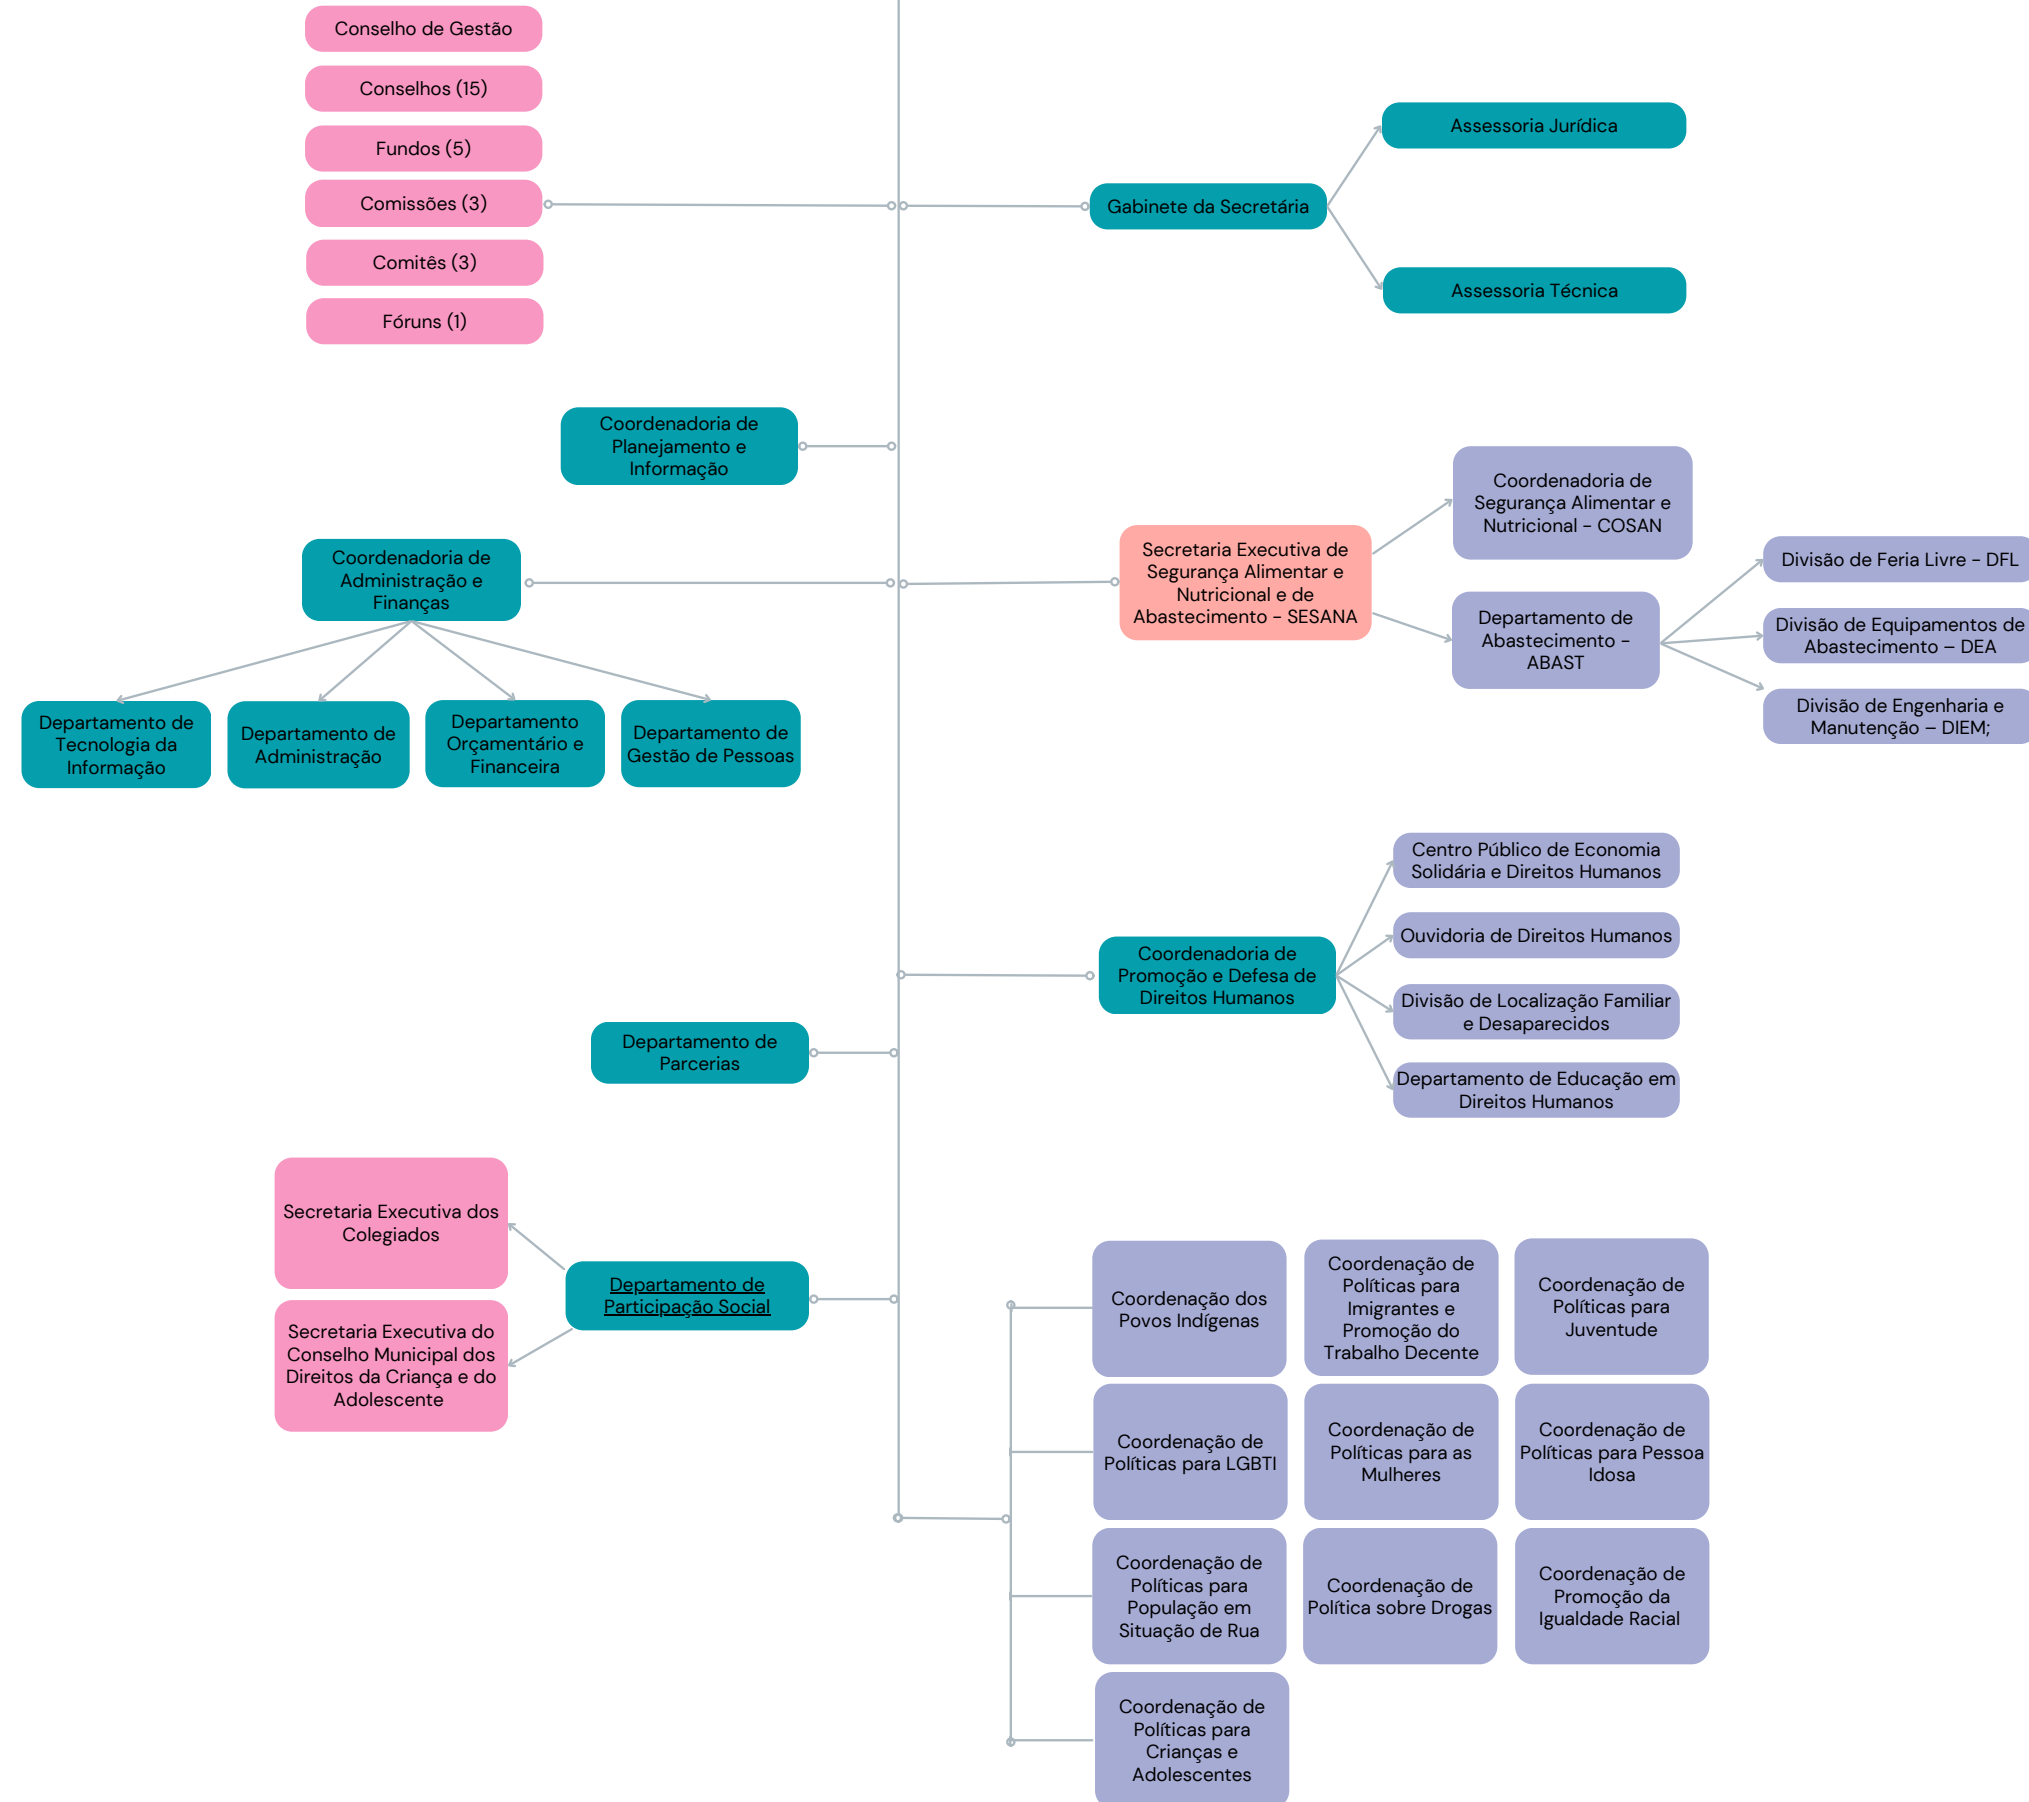 Conselho de Gestão
Conselhos (15)
Fundos (5)
Comissões (3)
Comitês (3)
Fóruns (1)
Assessoria Jurídica
Gabinete da Secretária
Assessoria Técnica
Coordenadoria de
Planejamento e
Informação
Coordenadoria de
Administração e
Finanças
Departamento de
Tecnologia da
Informação
Departamento de
Administração
Departamento
Orçamentário e
Financeira
Departamento de
Gestão de Pessoas
Secretaria Executiva de
Segurança Alimentar e
Nutricional e de
Abastecimento - SESANA
Coordenadoria de
Segurança Alimentar e
Nutricional - COSAN
Departamento de
Abastecimento -
ABAST
Divisão de Feria Livre - DFL
Divisão de Equipamentos de
Abastecimento – DEA
Divisão de Engenharia e
Manutenção – DIEM;
Coordenadoria de
Promoção e Defesa de
Direitos Humanos
Centro Público de Economia
Solidária e Direitos Humanos
Ouvidoria de Direitos Humanos
Divisão de Localização Familiar
e Desaparecidos
Departamento de Educação em
Direitos Humanos
Departamento de
Parcerias
Secretaria Executiva dos
Colegiados
Departamento de
Participação Social
Secretaria Executiva do
Conselho Municipal dos
Direitos da Criança e do
Adolescente
Coordenação dos
Povos Indígenas
Coordenação de
Políticas para
Imigrantes e
Promoção do
Trabalho Decente
Coordenação de
Políticas para
Juventude
Coordenação de
Políticas para LGBTI
Coordenação de
Políticas para as
Mulheres
Coordenação de
Políticas para Pessoa
Idosa
Coordenação de
Políticas para
População em
Situação de Rua
Coordenação de
Política sobre Drogas
Coordenação de
Promoção da
Igualdade Racial
Coordenação de
Políticas para
Crianças e
Adolescentes